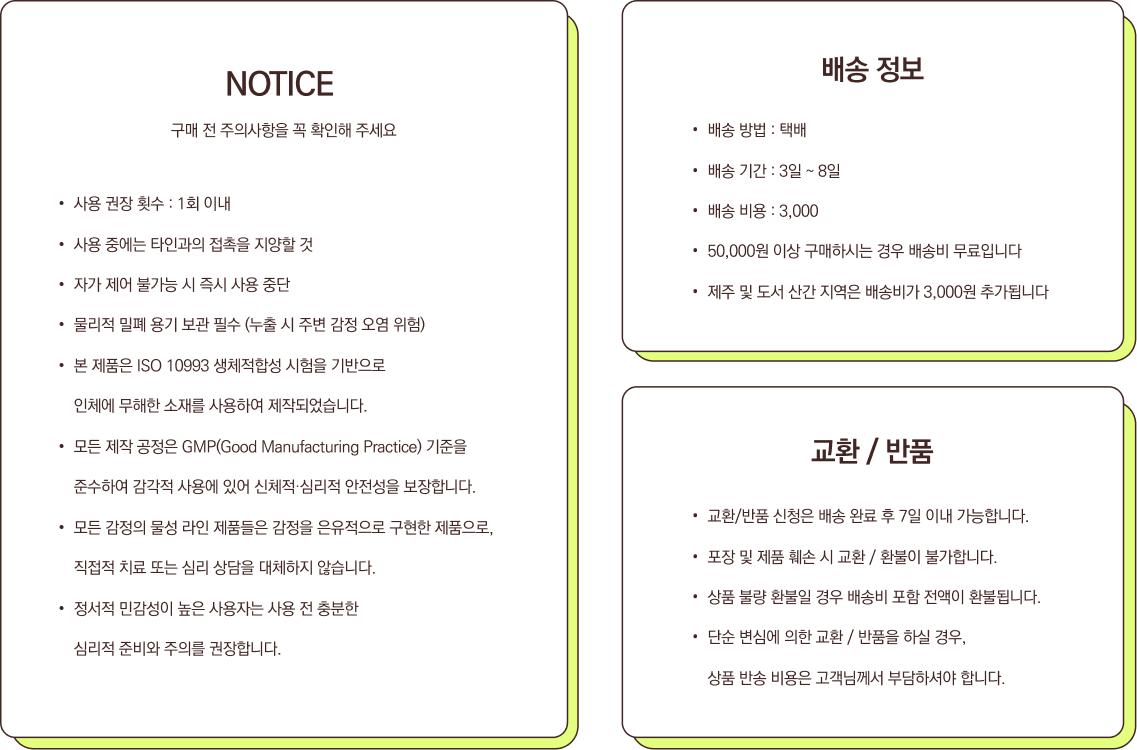 NOTICE
구매 전 주의사항을 꼭 확인해 주세요
• 사용 권장 횟수 : 1회 이내
• 사용 중에는 타인과의 접촉을 지양할 것
• 자가 제어 불가능 시 즉시 사용 중단
• 물리적 밀폐 용기 보관 필수 (누출 시 주변 감정 오염 위험)
• 본 제품은 ISO 10993 생체적합성 시험을 기반으로
인체에 무해한 소재를 사용하여 제작되었습니다.
• 모든 제작 공정은 GMP(Good Manufacturing Practice) 기준을
준수하여 감각적 사용에 있어 신체적·심리적 안전성을 보장합니다.
• 모든 감정의 물성 라인 제품들은 감정을 은유적으로 구현한 제품으로,
직접적 치료 또는 심리 상담을 대체하지 않습니다.
• 정서적 민감성이 높은 사용자는 사용 전 충분한
심리적 준비와 주의를 권장합니다.
배송 정보
• 배송 방법 : 택배
• 배송 기간 : 3일 ~ 8일
• 배송 비용 : 3,000
• 50,000원 이상 구매하시는 경우 배송비 무료입니다
• 제주 및 도서 산간 지역은 배송비가 3,000원 추가됩니다
교환 / 반품
• 교환/반품 신청은 배송 완료 후 7일 이내 가능합니다.
• 포장 및 제품 훼손 시 교환 / 환불이 불가합니다.
• 상품 불량 환불일 경우 배송비 포함 전액이 환불됩니다.
• 단순 변심에 의한 교환 / 반품을 하실 경우,
상품 반송 비용은 고객님께서 부담하셔야 합니다.